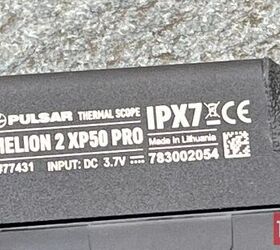 PULSAR THERMAL SCOPE IPX7 CE
HELION 2 XP50 PRO Made in Lithuania
77431 INPUT: DC 3.7V 783002054